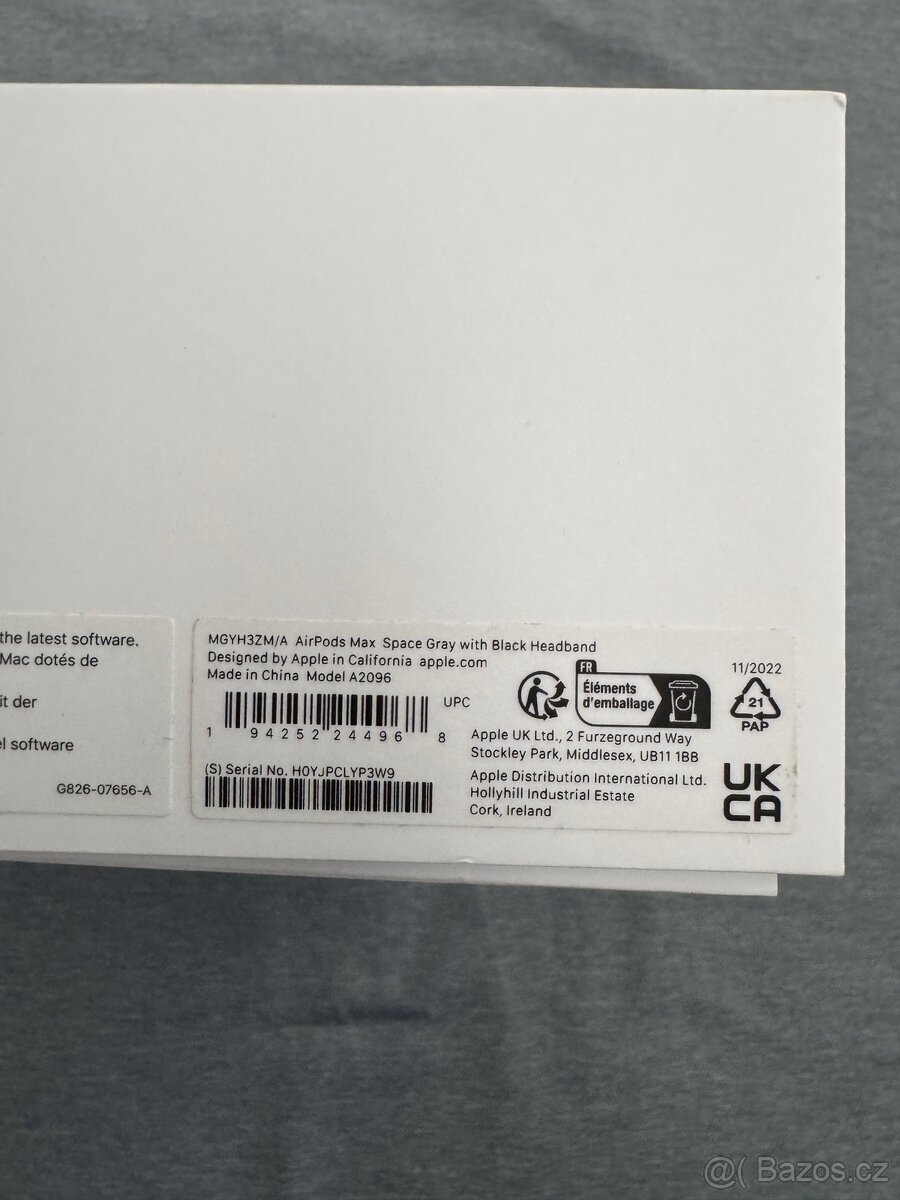 the latest software.
Mac dotés de
it der
el software
G826-07656-A
MGYH3ZM/A AirPods Max Space Gray with Black Headband
Designed by Apple in California apple.com
Made in China Model A2096
UPC
1 94252 24496 8
(S) Serial No. H0YJPCLYP3W9
FR
Éléments
d'emballage
11/2022
21
PAP
Apple UK Ltd., 2 Furzeground Way
Stockley Park, Middlesex, UB11 1BB
Apple Distribution International Ltd.
Hollyhill Industrial Estate
Cork, Ireland
UK
CA
@( Bazos.cz